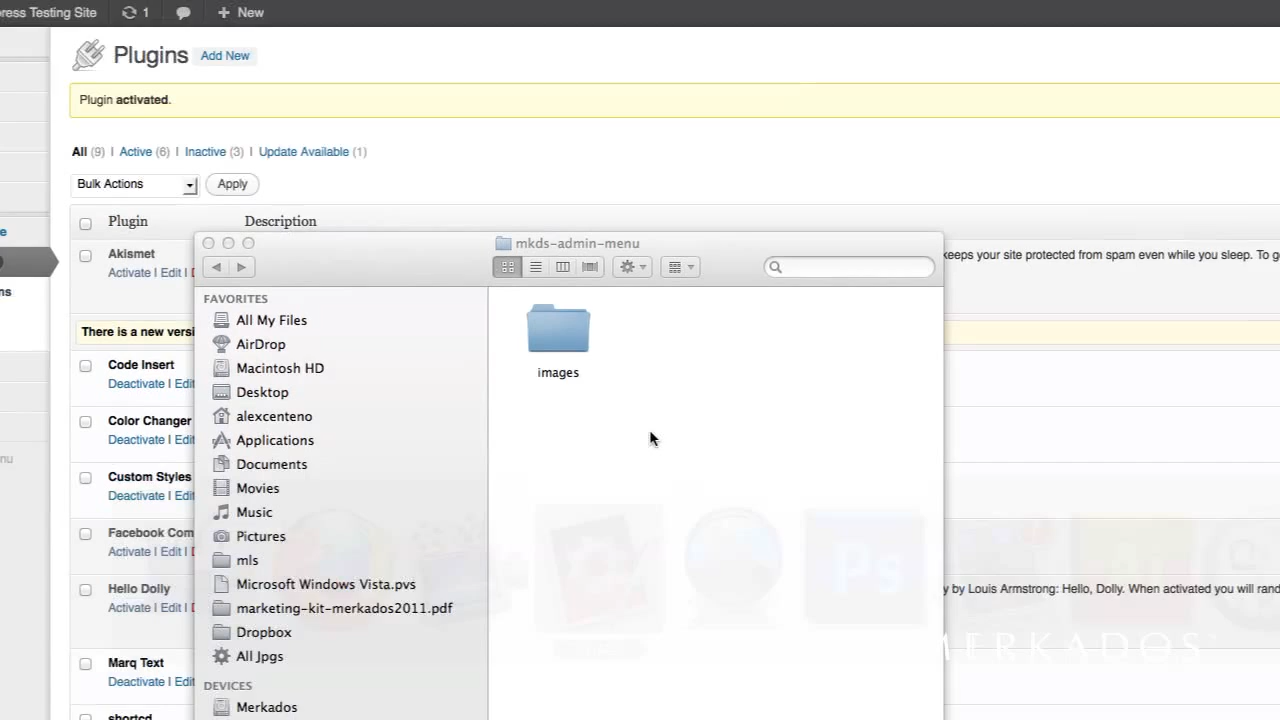 ress Testing Site 1 + New
Plugins Add New
Plugin activated.
All (9) | Active (6) | Inactive (3) | Update Available (1)
Bulk Actions Apply
Plugin Description
mkds-admin-menu
Akismet
Activate | Edit |
keeps your site protected from spam even while you sleep. To ge
FAVORITES
All My Files
AirDrop
Macintosh HD
Desktop
alexcenteno
Applications
Documents
Movies
Music
Pictures
mls
Microsoft Windows Vista.pvs
marketing-kit-merkados2011.pdf
Dropbox
All Jpgs
DEVICES
Merkados
images
There is a new versi
Code Insert
Deactivate | Edit
Color Changer
Deactivate | Edit
Custom Styles
Deactivate | Edit
Facebook Com
Activate | Edit |
Hello Dolly
Activate | Edit |
y by Louis Armstrong: Hello, Dolly. When activated you will rand
Marq Text
Deactivate | Edit
shortcd
Ps
MERKADOS